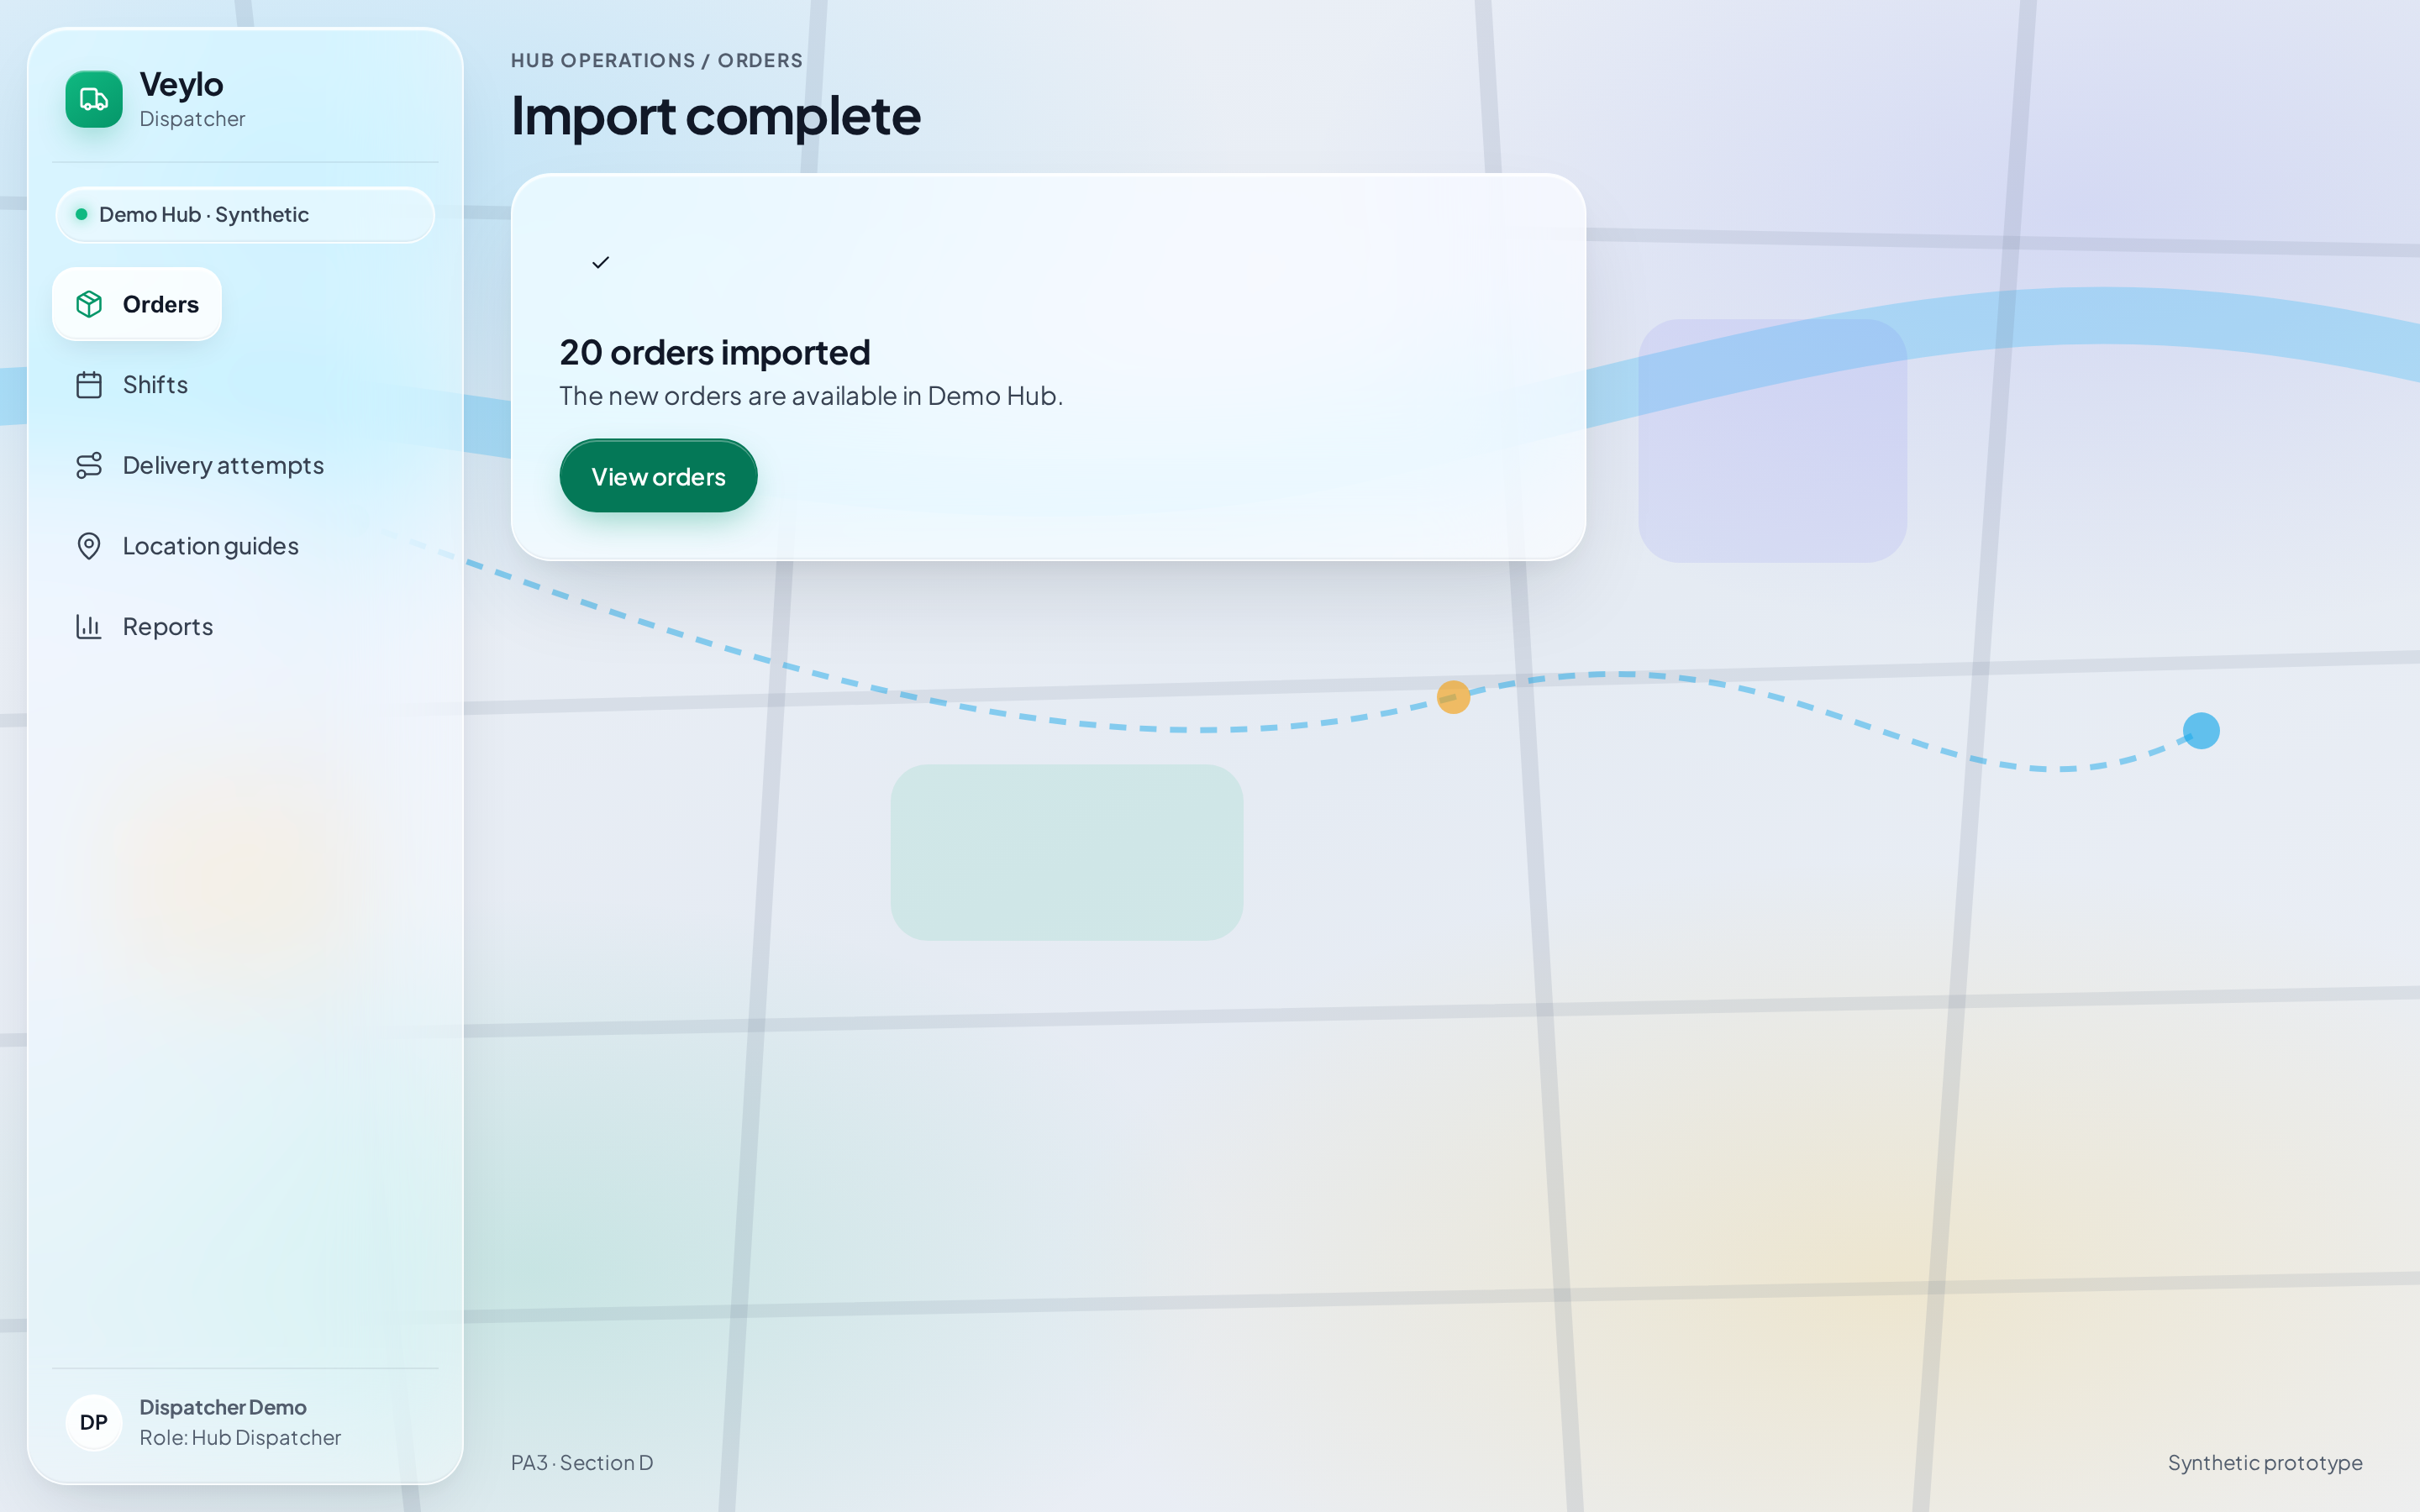 Veylo
Dispatcher
Demo Hub · Synthetic
Orders
Shifts
Delivery attempts
Location guides
Reports
DP
Dispatcher Demo
Role: Hub Dispatcher
HUB OPERATIONS / ORDERS
Import complete
20 orders imported
The new orders are available in Demo Hub.
View orders
PA3 · Section D
Synthetic prototype